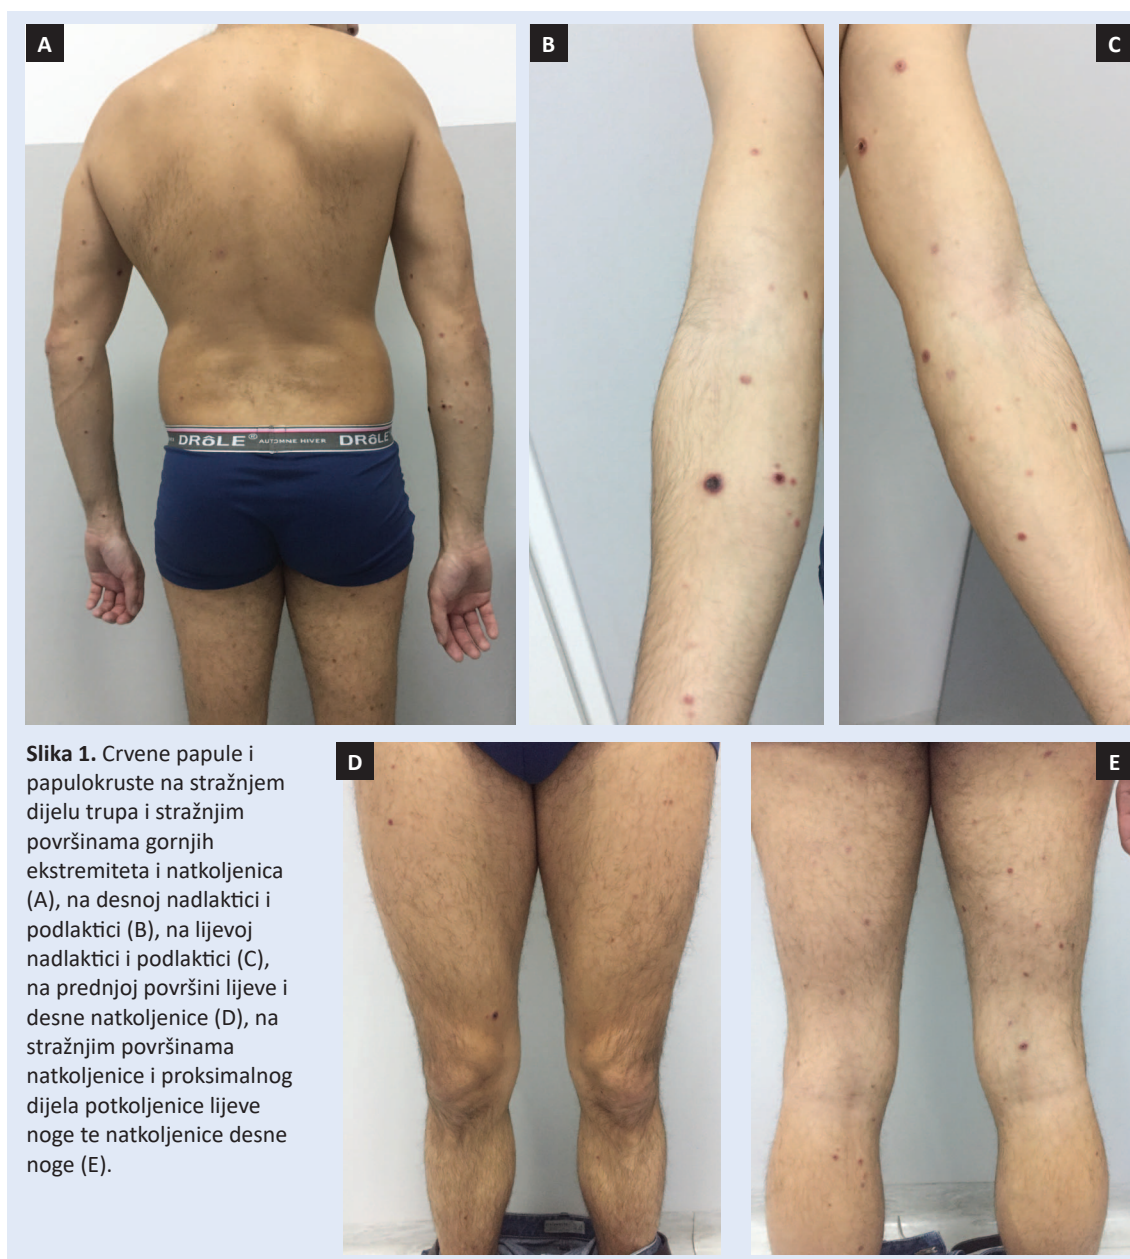 A
B
C
DRôLE® AUTOMNE HIVER DRôLE
Slika 1. Crvene papule i
papulokruste na stražnjem
dijelu trupa i stražnjim
površinama gornjih
ekstremiteta i natkoljenica
(A), na desnoj nadlaktici i
podlaktici (B), na lijevoj
nadlaktici i podlaktici (C),
na prednjoj površini lijeve i
desne natkoljenice (D), na
stražnjim površinama
natkoljenice i proksimalnog
dijela potkoljenice lijeve
noge te natkoljenice desne
noge (E).
D
E